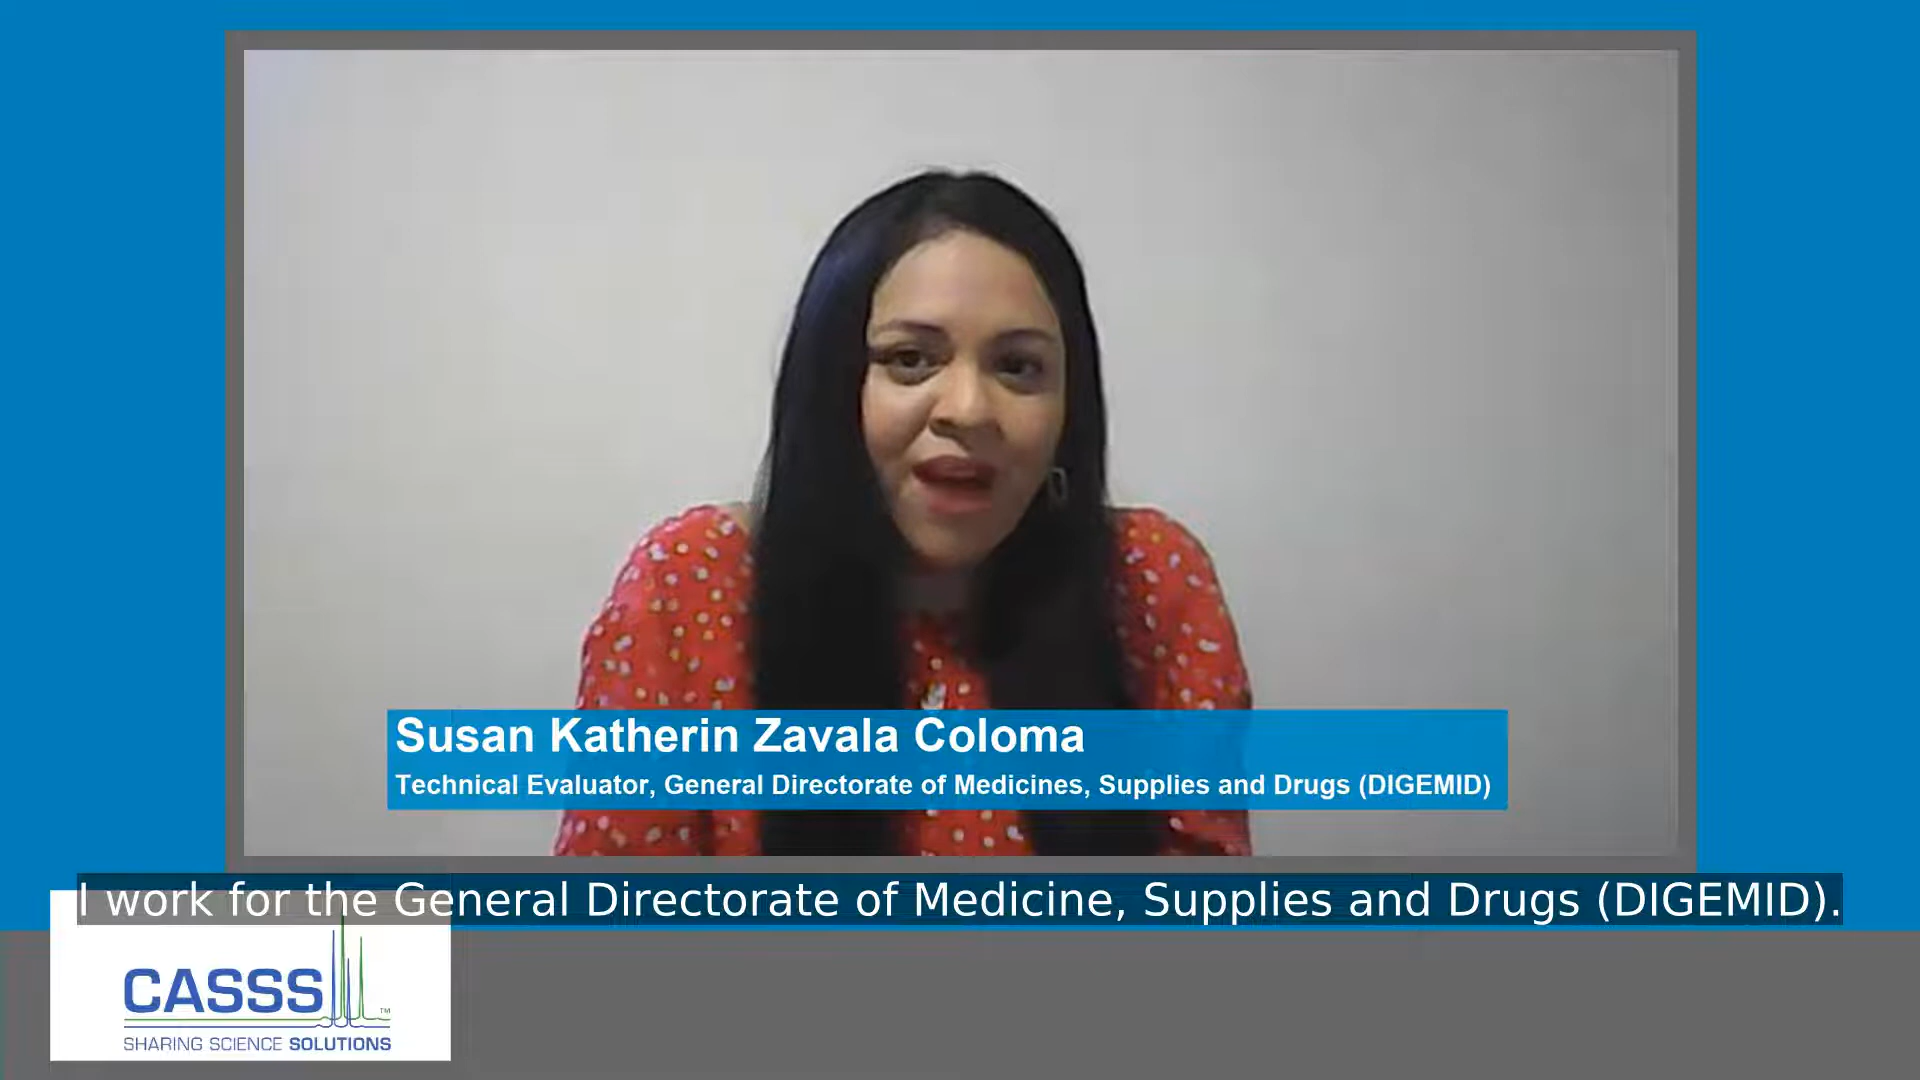 Susan Katherin Zavala Coloma
Technical Evaluator, General Directorate of Medicines, Supplies and Drugs (DIGEMID)
I work for the General Directorate of Medicine, Supplies and Drugs (DIGEMID).
CASSS™
SHARING SCIENCE SOLUTIONS